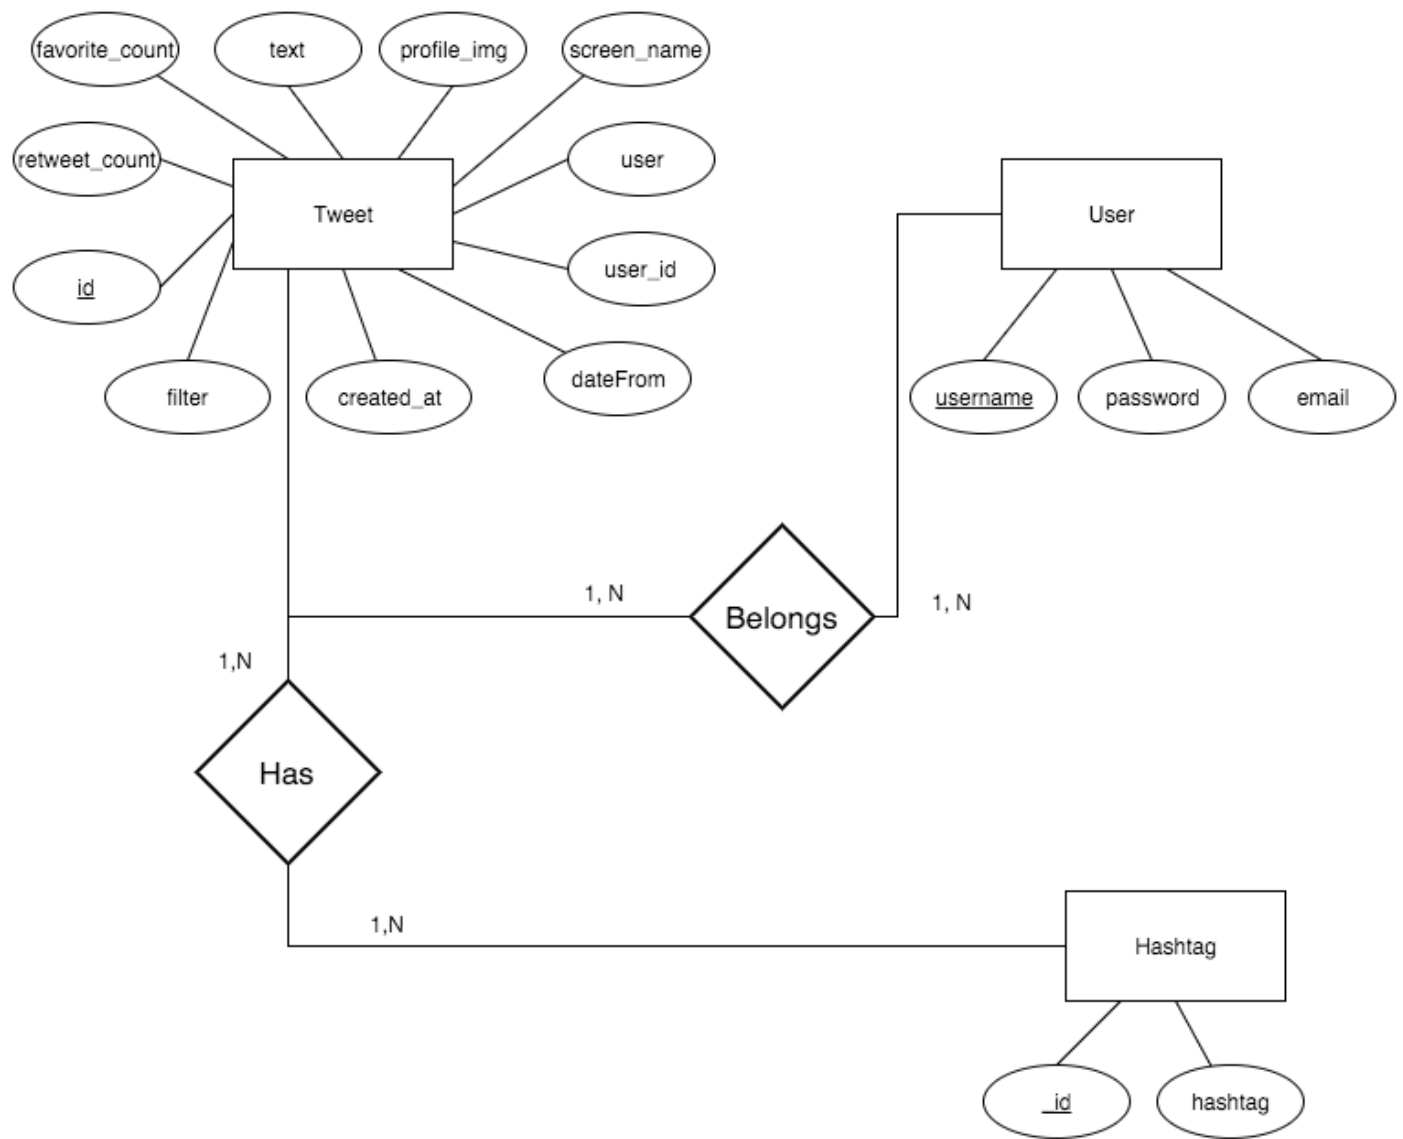 favorite_count
text
profile_img
screen_name
retweet_count
user
Tweet
User
id
user_id
filter
created_at
dateFrom
username
password
email
1, N
Belongs
1, N
1,N
Has
1,N
Hashtag
_id
hashtag